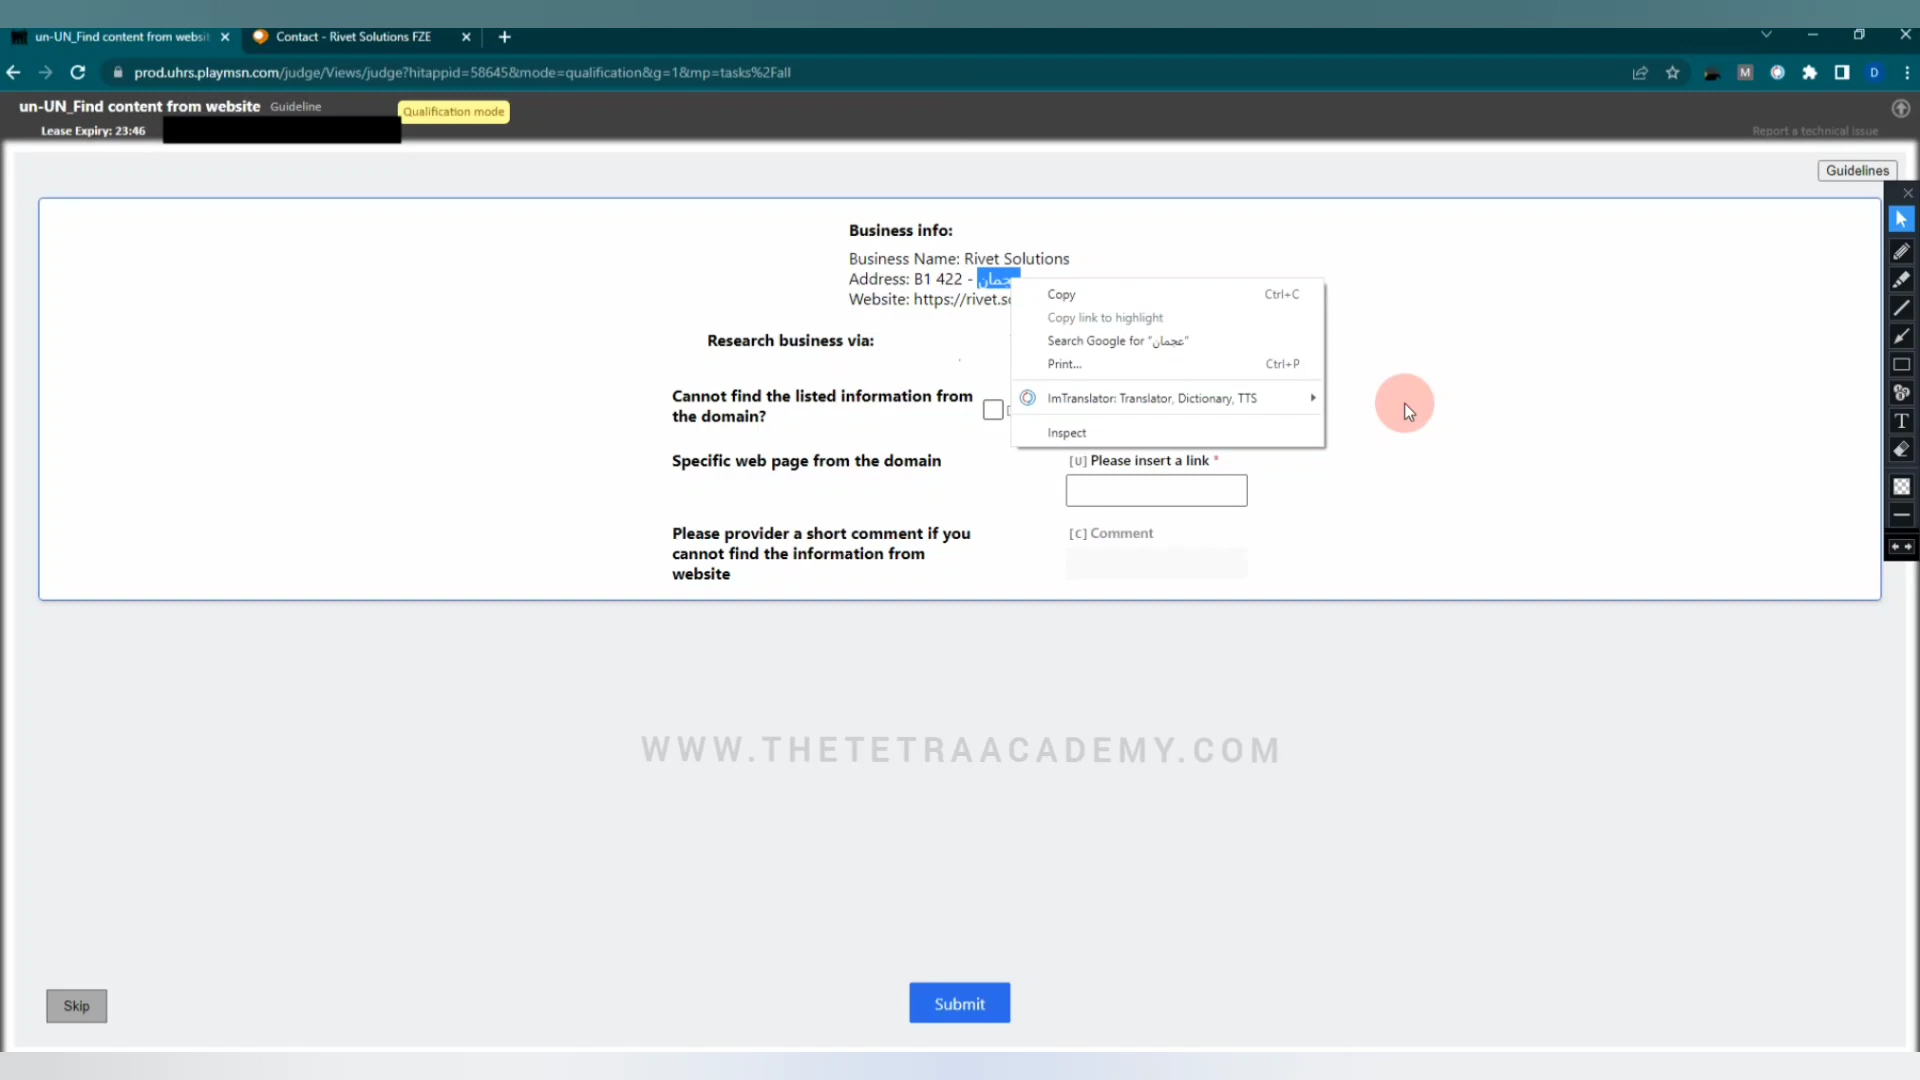 un-UN_Find content from websit
Contact - Rivet Solutions FZE
prod.uhrs.playmsn.com/judge/Views/judge?hitappid=58645&mode=qualification&g=1&mp=tasks%2Fall
M
D
un-UN_Find content from website Guideline
Qualification mode
Lease Expiry: 23:46
Report a technical issue
Guidelines
Business info:
Business Name: Rivet Solutions
Address: B1 422 - عجمان
Website: https://rivet.so
Copy Ctrl+C
Copy link to highlight
Search Google for “عجمان”
Print... Ctrl+P
ImTranslator: Translator, Dictionary, TTS
Inspect
Research business via:
Cannot find the listed information from
the domain?
Specific web page from the domain
[U] Please insert a link *
Please provider a short comment if you
cannot find the information from
website
[C] Comment
T
WWW.THETETRAACADEMY.COM
Skip
Submit